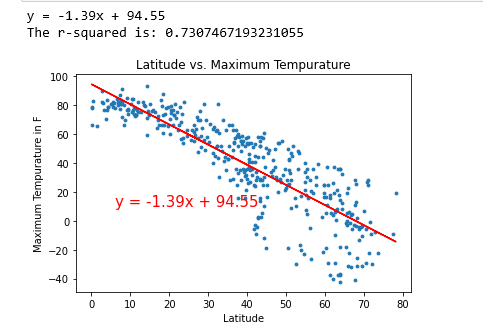 y = -1.39x + 94.55
The r-squared is: 0.7307467193231055
Latitude vs. Maximum Tempurature
Maximum Tempurature in F
100
80
60
40
20
0
−20
−40
y = -1.39x + 94.55
0 10 20 30 40 50 60 70 80
Latitude